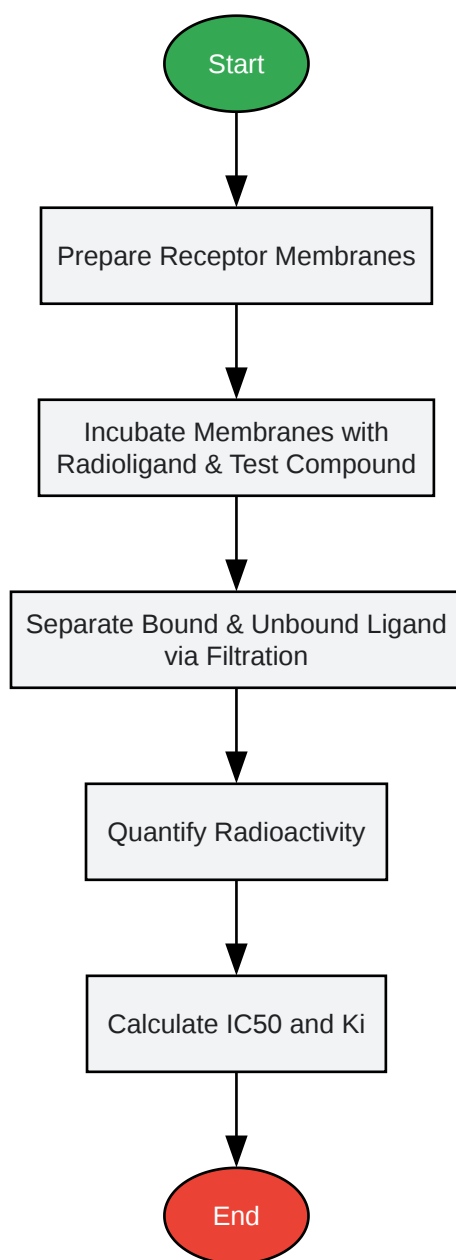 Start
Prepare Receptor Membranes
Incubate Membranes with
Radioligand & Test Compound
Separate Bound & Unbound Ligand
via Filtration
Quantify Radioactivity
Calculate IC50 and Ki
End